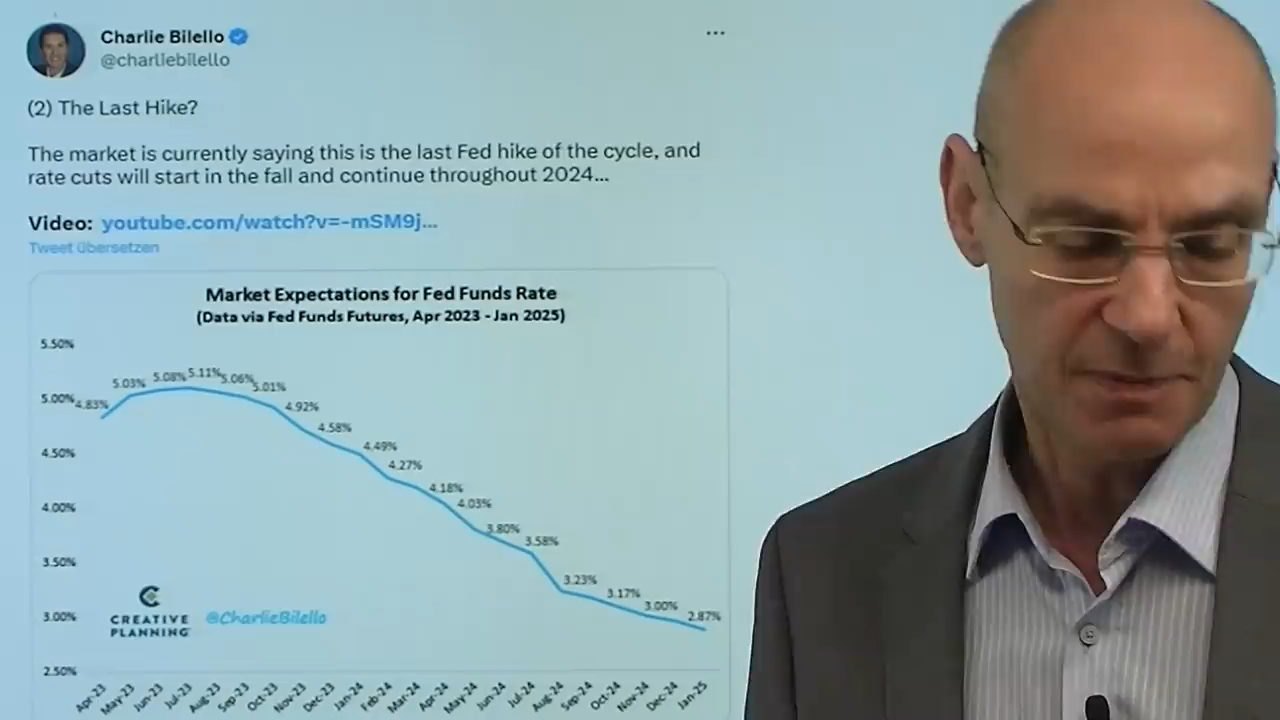 Charlie Bilello
@charliebilello
(2) The Last Hike?
The market is currently saying this is the last Fed hike of the cycle, and
rate cuts will start in the fall and continue throughout 2024...
Video: youtube.com/watch?v=-mSM9j...
Tweet übersetzen
Market Expectations for Fed Funds Rate
(Data via Fed Funds Futures, Apr 2023 - Jan 2025)
5.50%
5.00%
4.50%
4.00%
3.50%
3.00%
2.50%
4.83%
5.03%
5.08%
5.11%
5.06%
5.01%
4.92%
4.58%
4.49%
4.27%
4.18%
4.03%
3.80%
3.58%
3.23%
3.17%
3.00%
2.87%
CREATIVE
PLANNING
@CharlieBilello
Apr-23
May-23
Jun-23
Jul-23
Aug-23
Sep-23
Oct-23
Nov-23
Dec-23
Jan-24
Feb-24
Mar-24
Apr-24
May-24
Jun-24
Jul-24
Aug-24
Sep-24
Oct-24
Nov-24
Dec-24
Jan-25